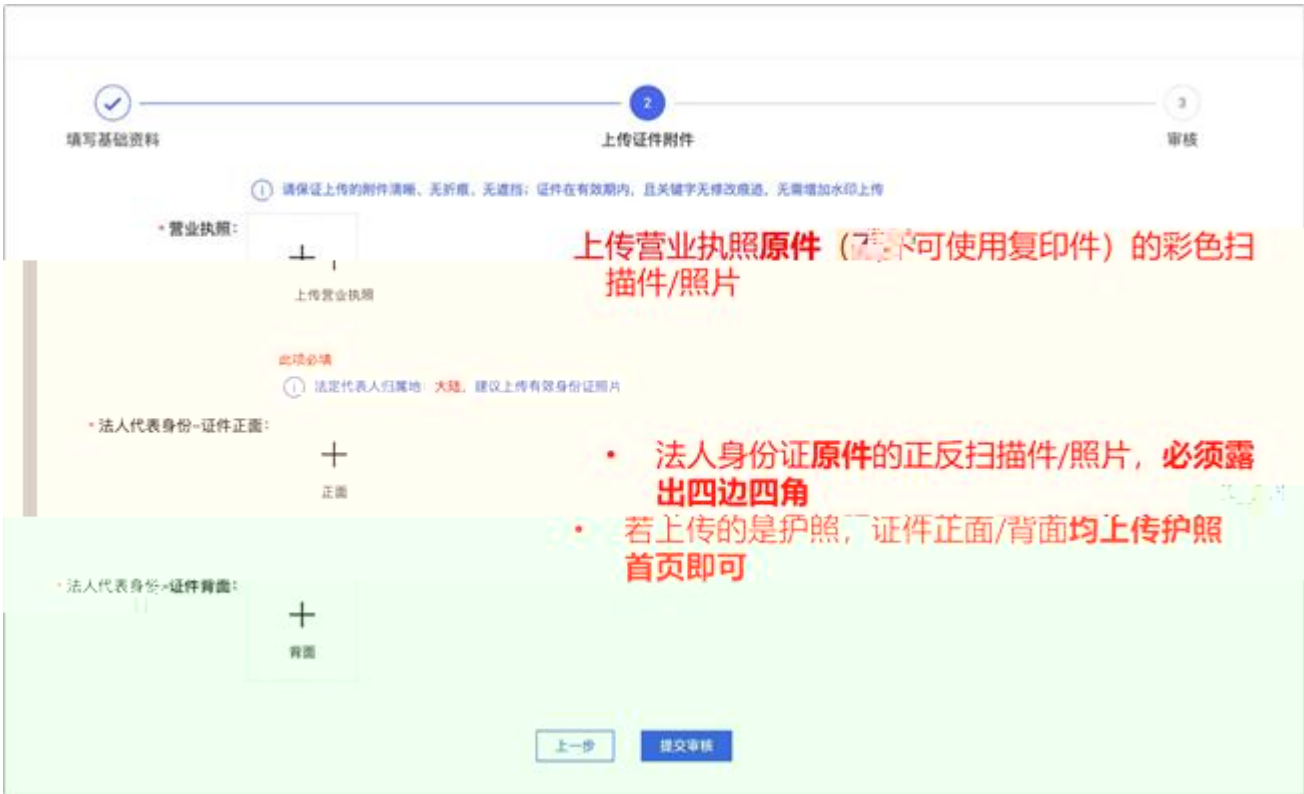 2
3
填写基础资料
上传证件附件
审核
请保证上传的附件清晰、无折痕、无遮挡；证件在有效期内，且关键字无修改痕迹，无需增加水印上传
* 营业执照：
上传营业执照
上传营业执照原件（不可使用复印件）的彩色扫
描件/照片
此项必填
法定代表人归属地：大陆，建议上传有效身份证照片
* 法人代表身份-证件正面：
正面
• 法人身份证原件的正反扫描件/照片，必须露
出四边四角
• 若上传的是护照，证件正面/背面均上传护照
首页即可
* 法人代表身份-证件背面：
背面
上一步
提交审核